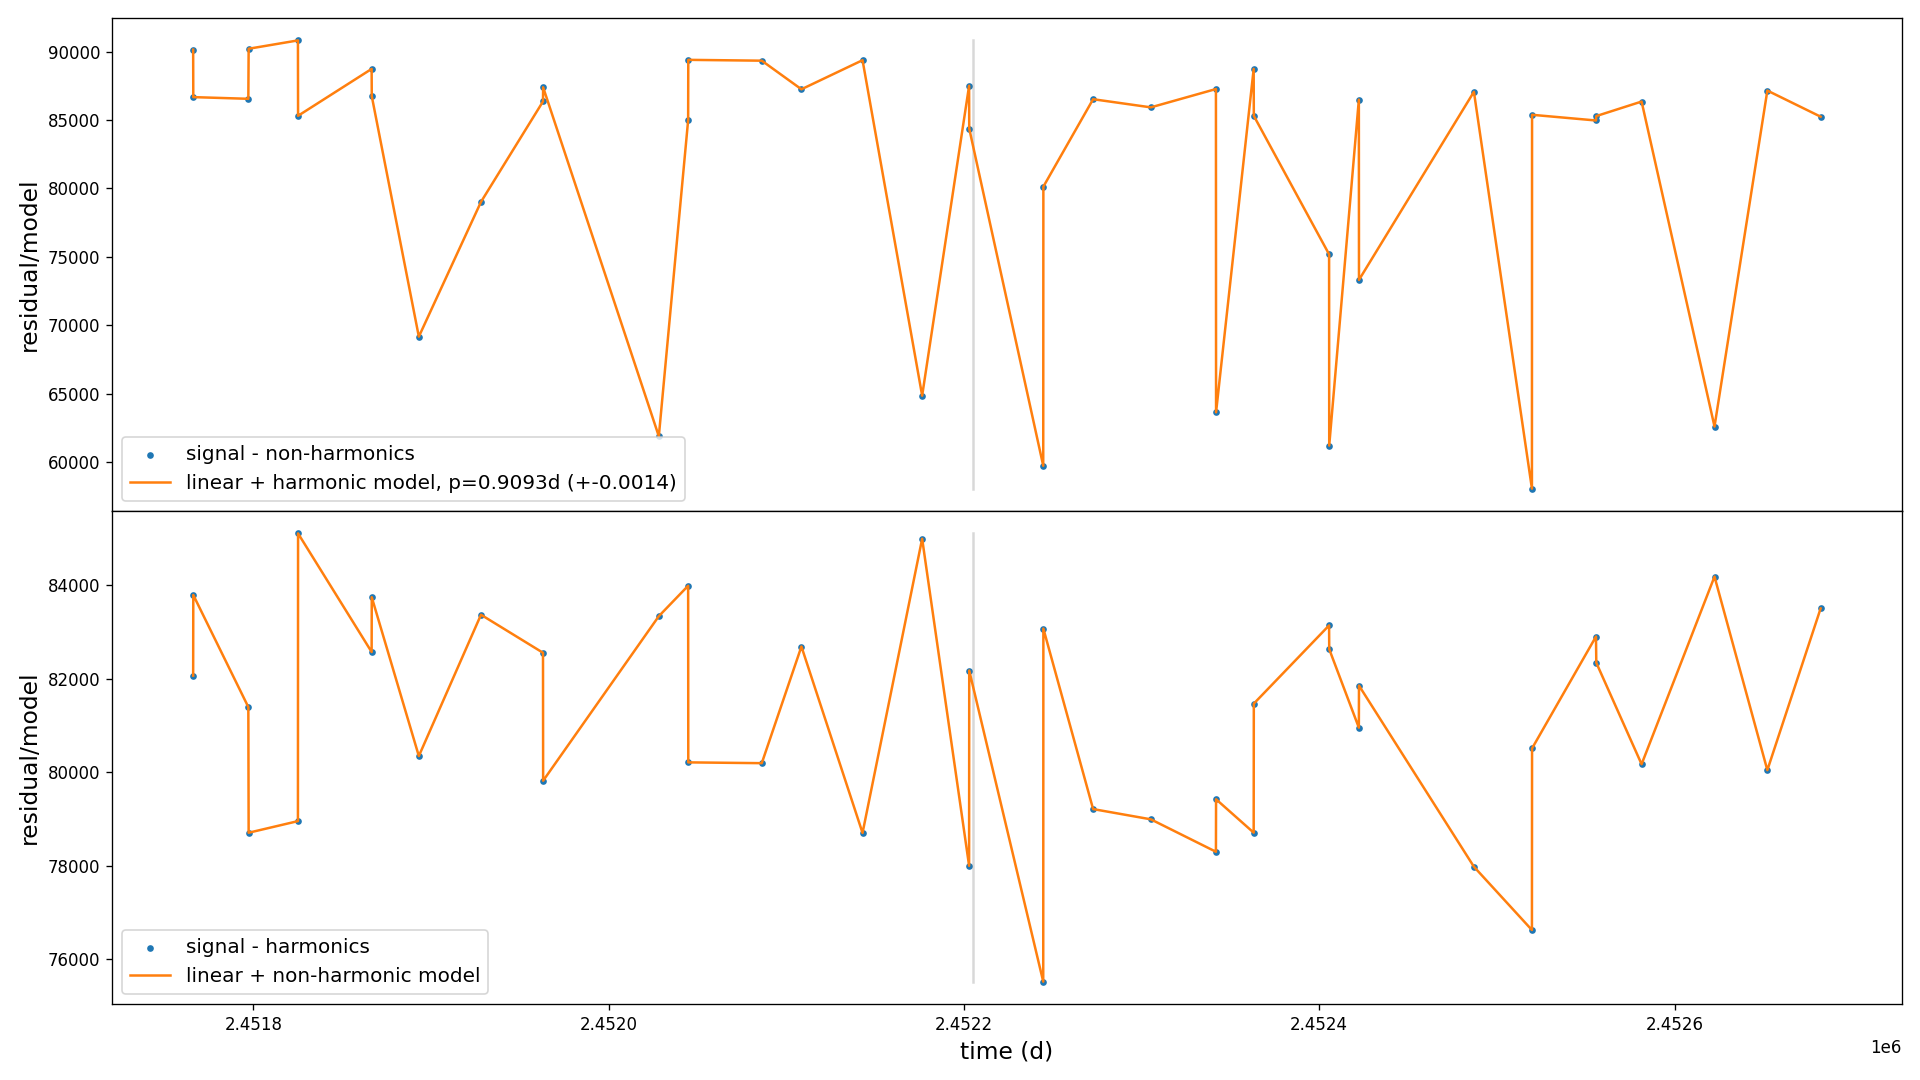 90000
85000
80000
75000
70000
65000
60000
residual/model
signal - non-harmonics
linear + harmonic model, p=0.9093d (+-0.0014)
84000
82000
80000
78000
76000
residual/model
signal - harmonics
linear + non-harmonic model
2.4518 2.4520 2.4522 2.4524 2.4526
time (d)
1e6